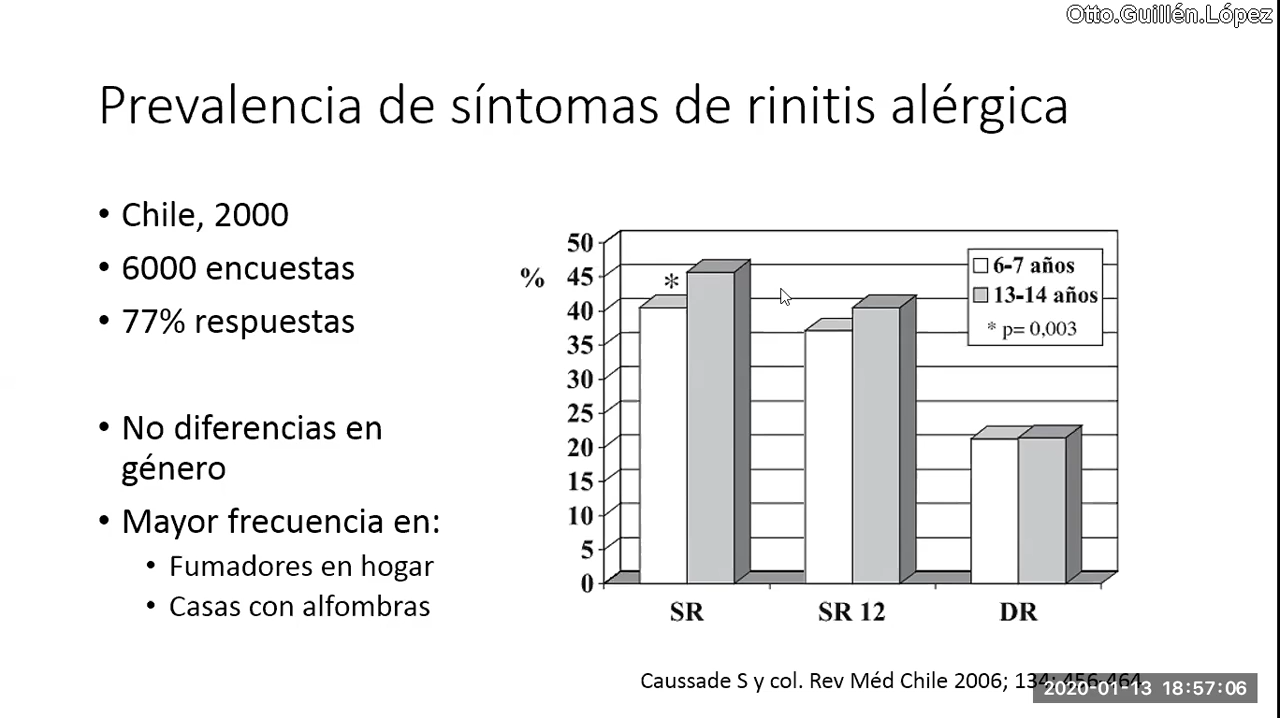 Otto.Guillén.López
Prevalencia de síntomas de rinitis alérgica
• Chile, 2000
• 6000 encuestas
• 77% respuestas
• No diferencias en
género
• Mayor frecuencia en:
• Fumadores en hogar
• Casas con alfombras
%
50
45
40
35
30
25
20
15
10
5
0
*
6-7 años
13-14 años
* p= 0,003
SR
SR 12
DR
Caussade S y col. Rev Méd Chile 2006; 134: 456-464
2020-01-13 18:57:06